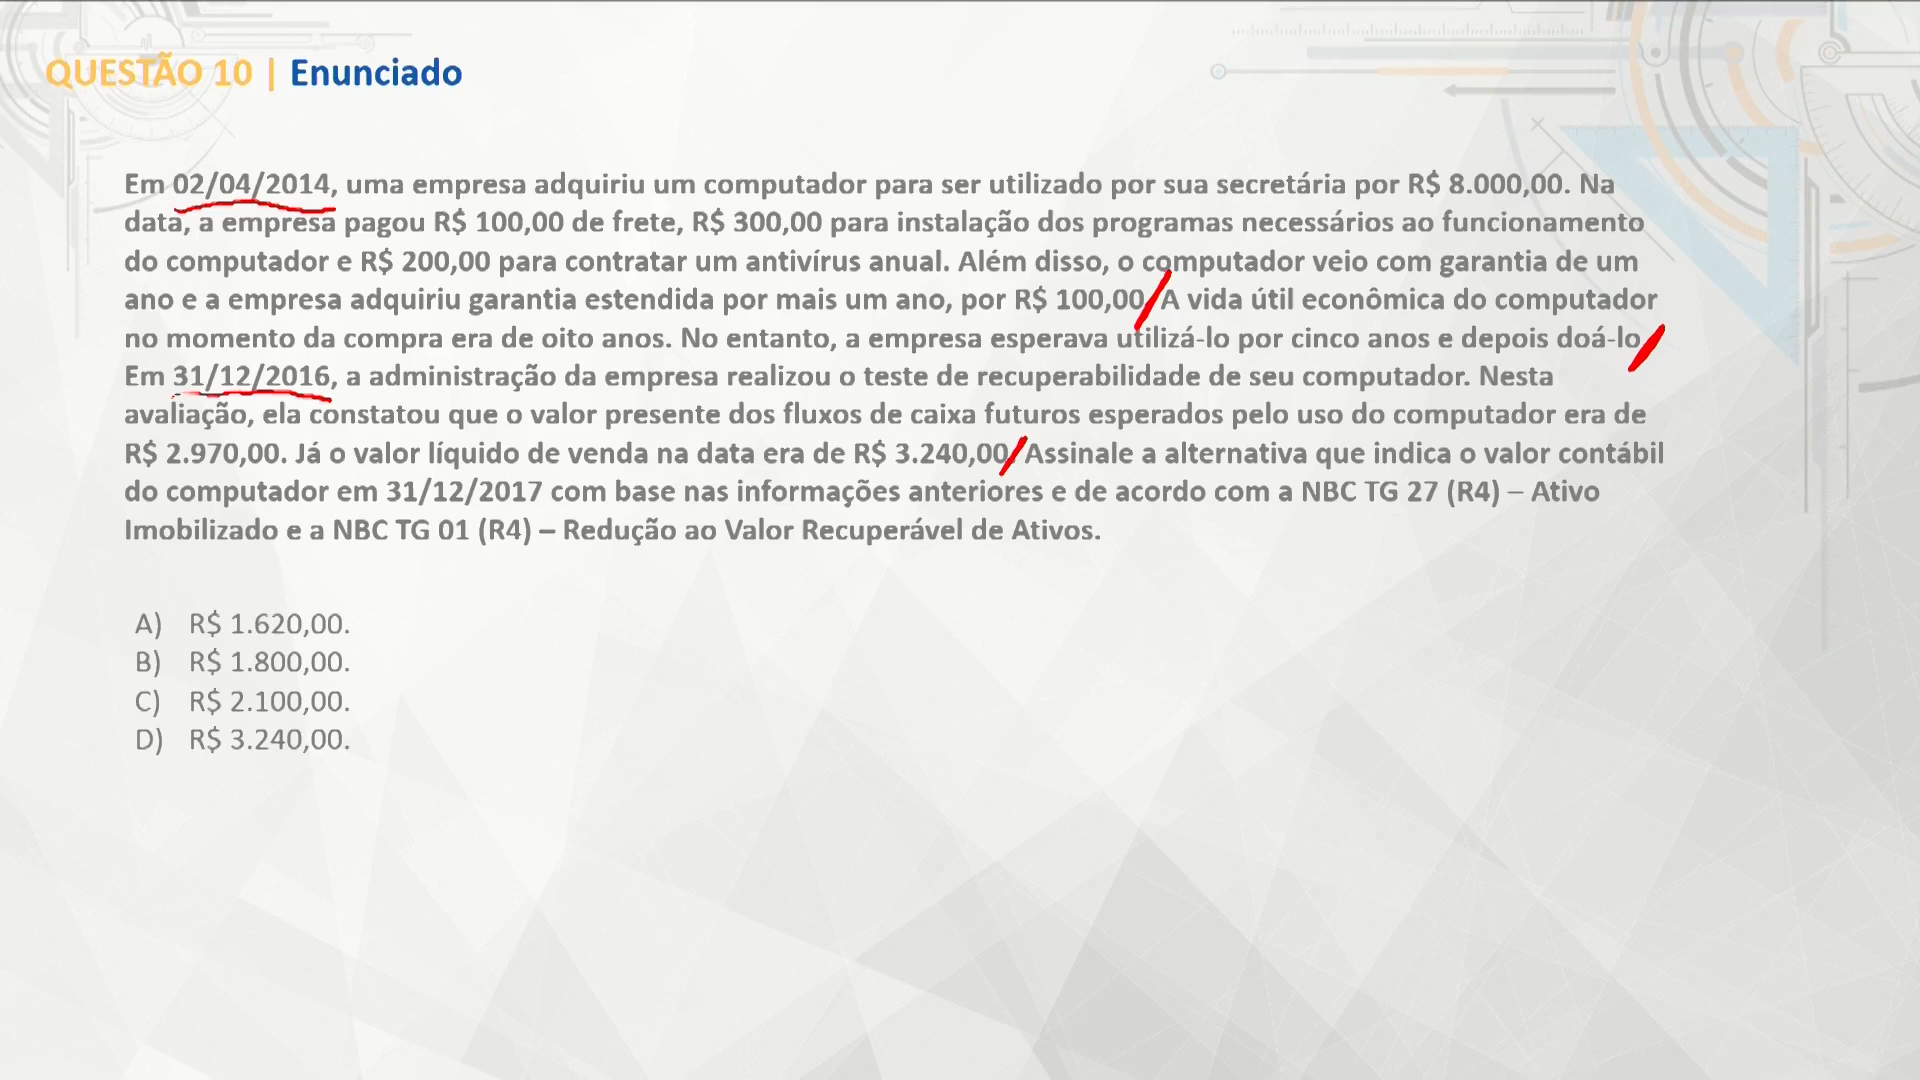 QUESTÃO 10 | Enunciado
Em 02/04/2014, uma empresa adquiriu um computador para ser utilizado por sua secretária por R$ 8.000,00. Na
data, a empresa pagou R$ 100,00 de frete, R$ 300,00 para instalação dos programas necessários ao funcionamento
do computador e R$ 200,00 para contratar um antivírus anual. Além disso, o computador veio com garantia de um
ano e a empresa adquiriu garantia estendida por mais um ano, por R$ 100,00. A vida útil econômica do computador
no momento da compra era de oito anos. No entanto, a empresa esperava utilizá-lo por cinco anos e depois doá-lo.
Em 31/12/2016, a administração da empresa realizou o teste de recuperabilidade de seu computador. Nesta
avaliação, ela constatou que o valor presente dos fluxos de caixa futuros esperados pelo uso do computador era de
R$ 2.970,00. Já o valor líquido de venda na data era de R$ 3.240,00. Assinale a alternativa que indica o valor contábil
do computador em 31/12/2017 com base nas informações anteriores e de acordo com a NBC TG 27 (R4) – Ativo
Imobilizado e a NBC TG 01 (R4) – Redução ao Valor Recuperável de Ativos.
A) R$ 1.620,00.
B) R$ 1.800,00.
C) R$ 2.100,00.
D) R$ 3.240,00.